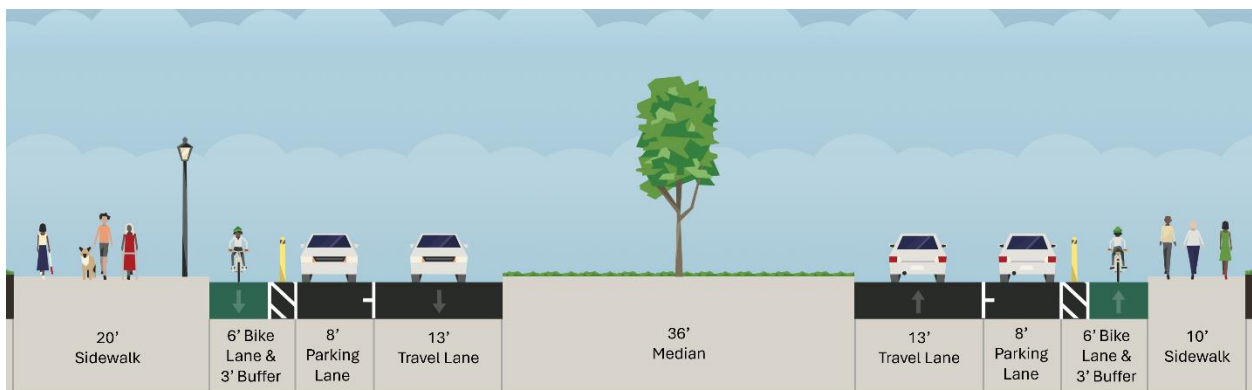 20'
Sidewalk
6' Bike
Lane &
3' Buffer
8'
Parking
Lane
13'
Travel Lane
36'
Median
13'
Travel Lane
8'
Parking
Lane
6' Bike
Lane &
3' Buffer
10'
Sidewalk